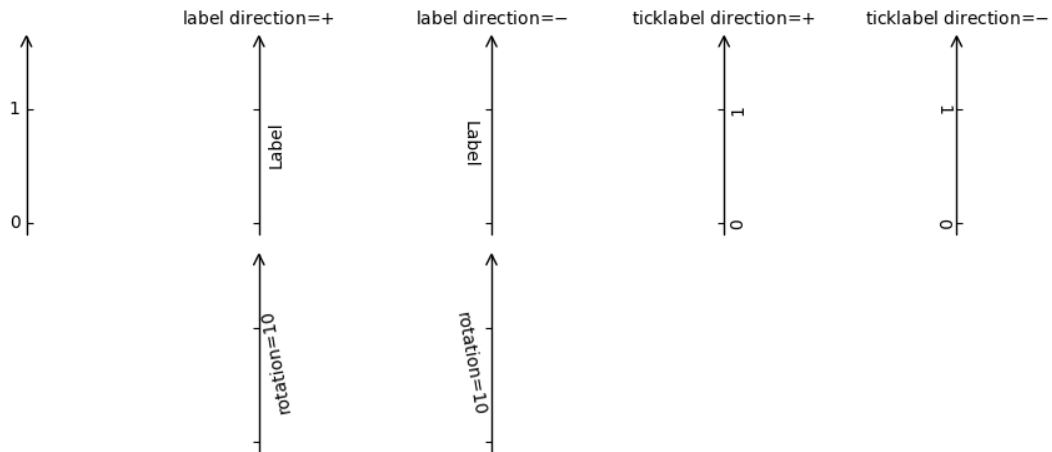 label direction=+
label direction=−
ticklabel direction=+
ticklabel direction=−
1
0
Label
Label
1
0
1
0
rotation=10
rotation=10